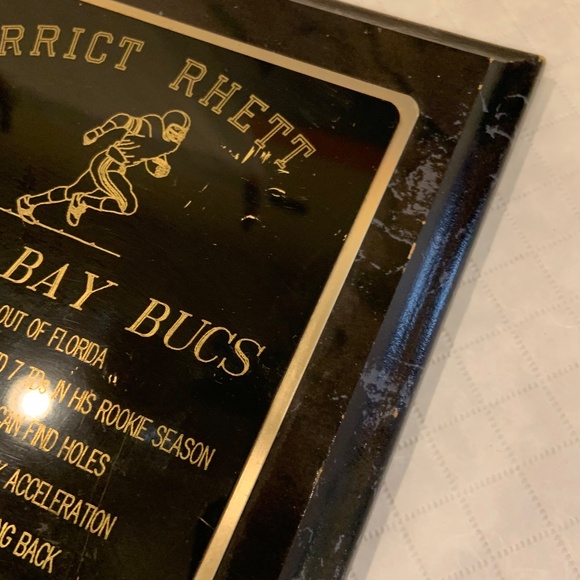 RRICT RHETT
BAY BUCS
OUT OF FLORIDA
D 7 TDs IN HIS ROOKIE SEASON
CAN FIND HOLES
ACCELERATION
NG BACK